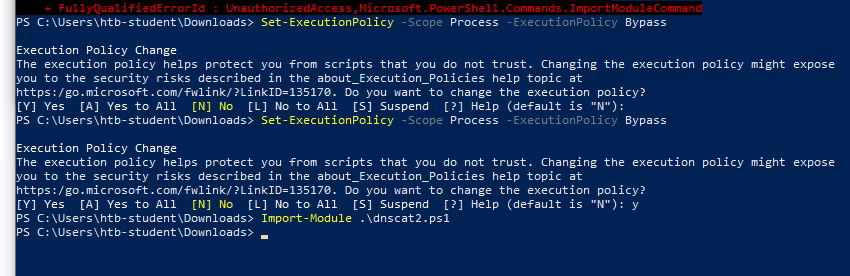 + FullyQualifiedErrorId : UnauthorizedAccess,Microsoft.PowerShell.Commands.ImportModuleCommand
PS C:\Users\htb-student\Downloads> Set-ExecutionPolicy -Scope Process -ExecutionPolicy Bypass
Execution Policy Change
The execution policy helps protect you from scripts that you do not trust. Changing the execution policy might expose
you to the security risks described in the about_Execution_Policies help topic at
https:/go.microsoft.com/fwlink/?LinkID=135170. Do you want to change the execution policy?
[Y] Yes  [A] Yes to All  [N] No  [L] No to All  [S] Suspend  [?] Help (default is "N"):
PS C:\Users\htb-student\Downloads> Set-ExecutionPolicy -Scope Process -ExecutionPolicy Bypass
Execution Policy Change
The execution policy helps protect you from scripts that you do not trust. Changing the execution policy might expose
you to the security risks described in the about_Execution_Policies help topic at
https:/go.microsoft.com/fwlink/?LinkID=135170. Do you want to change the execution policy?
[Y] Yes  [A] Yes to All  [N] No  [L] No to All  [S] Suspend  [?] Help (default is "N"): y
PS C:\Users\htb-student\Downloads> Import-Module .\dnscat2.ps1
PS C:\Users\htb-student\Downloads>